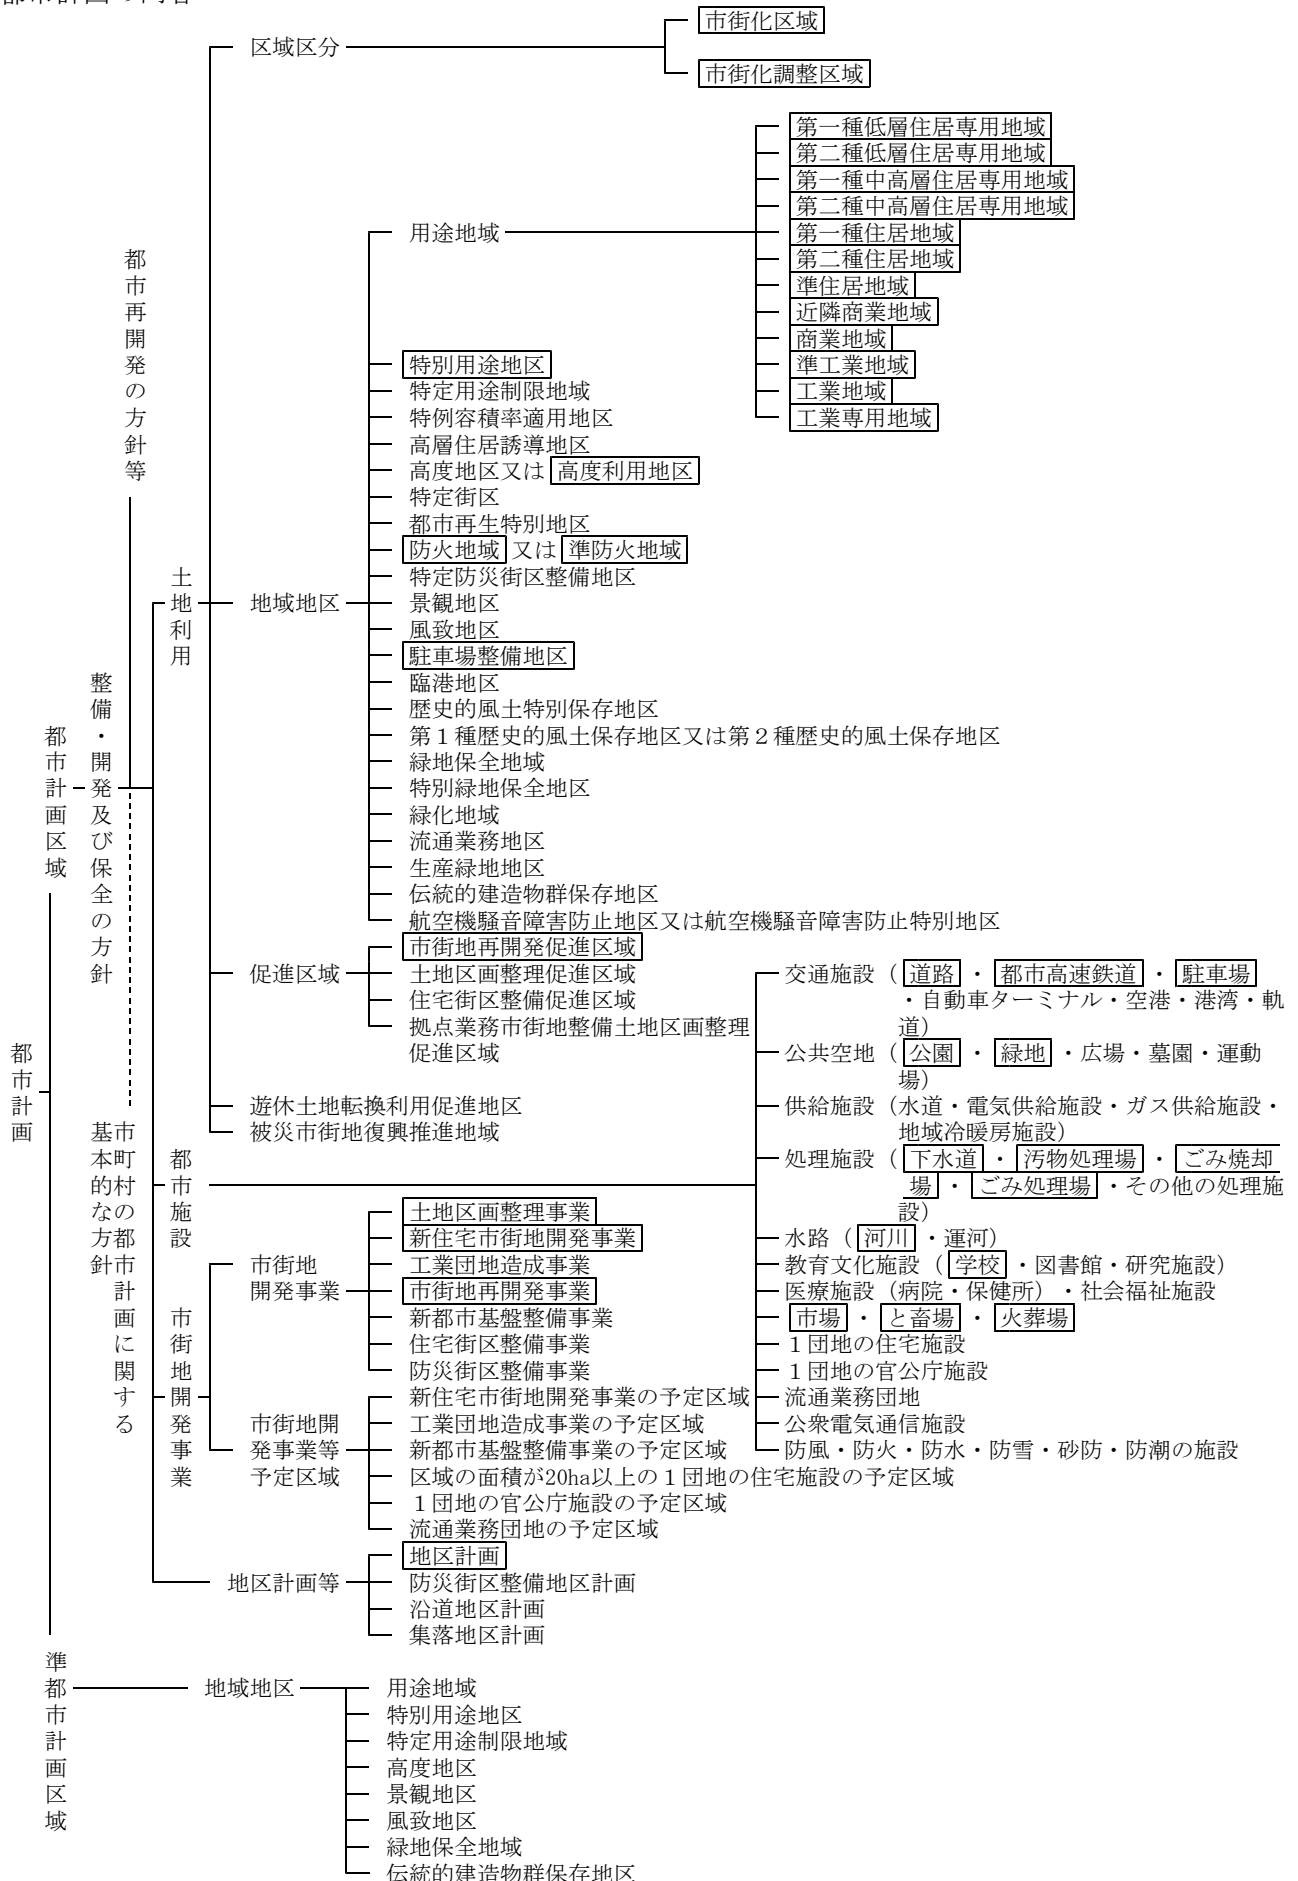 区域区分
市街化区域
市街化調整区域
用途地域
第一種低層住居専用地域
第二種低層住居専用地域
第一種中高層住居専用地域
第二種中高層住居専用地域
第一種住居地域
第二種住居地域
準住居地域
近隣商業地域
商業地域
準工業地域
工業地域
工業専用地域
都市再開発の方針等
特別用途地区
特定用途制限地域
特例容積率適用地区
高層住居誘導地区
高度地区又は 高度利用地区
特定街区
都市再生特別地区
防火地域 又は 準防火地域
特定防災街区整備地区
景観地区
風致地区
駐車場整備地区
臨港地区
歴史的風土特別保存地区
第1種歴史的風土保存地区又は第2種歴史的風土保存地区
緑地保全地域
特別緑地保全地区
緑化地域
流通業務地区
生産緑地地区
伝統的建造物群保存地区
航空機騒音障害防止地区又は航空機騒音障害防止特別地区
土地利用
地域地区
整備・開発及び保全の方針
都市計画区域
都市計画
促進区域
市街地再開発促進区域
土地区画整理促進区域
住宅街区整備促進区域
拠点業務市街地整備土地区画整理
促進区域
遊休土地転換利用促進地区
被災市街地復興推進地域
市町村の都市計画に関する
基本的な方針
都市施設
交通施設(道路・都市高速鉄道・駐車場
・自動車ターミナル・空港・港湾・軌
道)
公共空地(公園・緑地・広場・墓園・運動
場)
供給施設(水道・電気供給施設・ガス供給施設・
地域冷暖房施設)
処理施設(下水道・汚物処理場・ごみ焼却
場・ごみ処理場・その他の処理施
設)
水路(河川・運河)
教育文化施設(学校・図書館・研究施設)
医療施設(病院・保健所)・社会福祉施設
市場・と畜場・火葬場
1団地の住宅施設
1団地の官公庁施設
流通業務団地
公衆電気通信施設
防風・防火・防水・防雪・砂防・防潮の施設
市街地開発事業
市街地
開発事業
土地区画整理事業
新住宅市街地開発事業
工業団地造成事業
市街地再開発事業
新都市基盤整備事業
住宅街区整備事業
防災街区整備事業
市街地開
発事業等
予定区域
新住宅市街地開発事業の予定区域
工業団地造成事業の予定区域
新都市基盤整備事業の予定区域
区域の面積が20ha以上の1団地の住宅施設の予定区域
1団地の官公庁施設の予定区域
流通業務団地の予定区域
地区計画等
地区計画
防災街区整備地区計画
沿道地区計画
集落地区計画
準都市計画区域
地域地区
用途地域
特別用途地区
特定用途制限地域
高度地区
景観地区
風致地区
緑地保全地域
伝統的建造物群保存地区